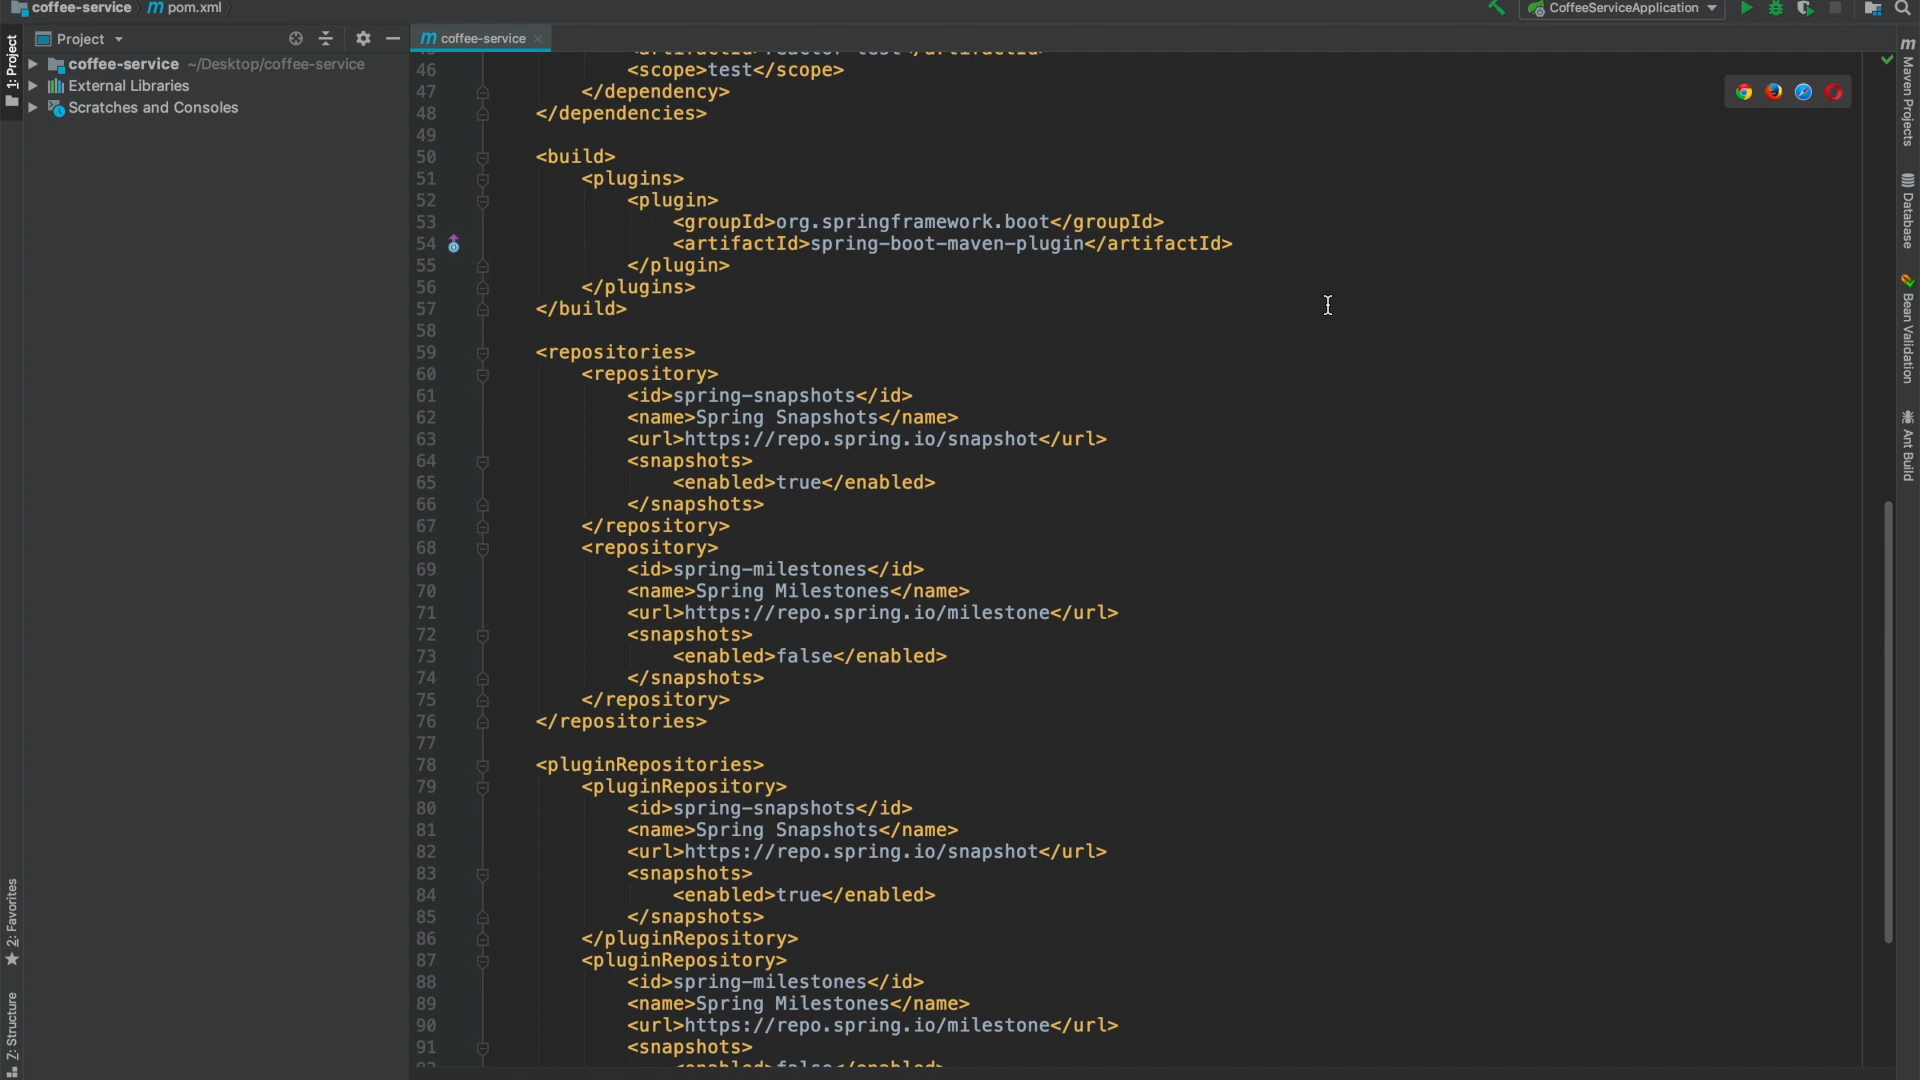 coffee-service
pom.xml
CoffeeServiceApplication
Project
coffee-service
1: Project
coffee-service ~/Desktop/coffee-service
External Libraries
Scratches and Consoles
46 <scope>test</scope>
47 </dependency>
48 </dependencies>
49
50 <build>
51 <plugins>
52 <plugin>
53 <groupId>org.springframework.boot</groupId>
54 <artifactId>spring-boot-maven-plugin</artifactId>
55 </plugin>
56 </plugins>
57 </build>
58
59 <repositories>
60 <repository>
61 <id>spring-snapshots</id>
62 <name>Spring Snapshots</name>
63 <url>https://repo.spring.io/snapshot</url>
64 <snapshots>
65 <enabled>true</enabled>
66 </snapshots>
67 </repository>
68 <repository>
69 <id>spring-milestones</id>
70 <name>Spring Milestones</name>
71 <url>https://repo.spring.io/milestone</url>
72 <snapshots>
73 <enabled>false</enabled>
74 </snapshots>
75 </repository>
76 </repositories>
77
78 <pluginRepositories>
79 <pluginRepository>
80 <id>spring-snapshots</id>
81 <name>Spring Snapshots</name>
82 <url>https://repo.spring.io/snapshot</url>
83 <snapshots>
84 <enabled>true</enabled>
85 </snapshots>
86 </pluginRepository>
87 <pluginRepository>
88 <id>spring-milestones</id>
89 <name>Spring Milestones</name>
90 <url>https://repo.spring.io/milestone</url>
91 <snapshots>
2: Favorites
7: Structure
Maven Projects
Database
Bean Validation
Ant Build